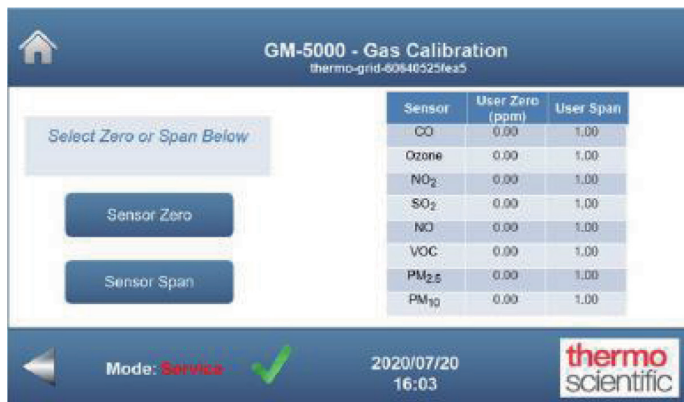 GM-5000 - Gas Calibration
thermo-grid-60640525fea5
Select Zero or Span Below
Sensor Zero
Sensor Span
Sensor User Zero (ppm) User Span
CO 0.00 1.00
Ozone 0.00 1.00
NO₂ 0.00 1.00
SO₂ 0.00 1.00
NO 0.00 1.00
VOC 0.00 1.00
PM₂.₅ 0.00 1.00
PM₁₀ 0.00 1.00
Mode: Service
2020/07/20
16:03
thermo
scientific